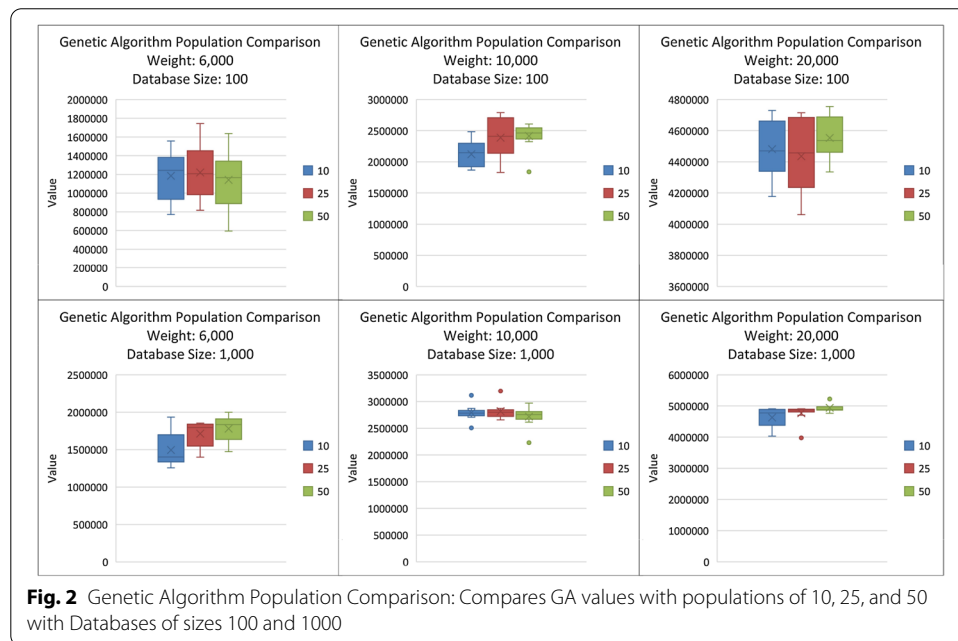 Genetic Algorithm Population Comparison
Weight: 6,000
Database Size: 100
2000000
1800000
1600000
1400000
1200000
1000000
800000
600000
400000
200000
0
Value
10
25
50
Genetic Algorithm Population Comparison
Weight: 10,000
Database Size: 100
3000000
2500000
2000000
1500000
1000000
500000
0
Value
10
25
50
Genetic Algorithm Population Comparison
Weight: 20,000
Database Size: 100
4800000
4600000
4400000
4200000
4000000
3800000
3600000
Value
10
25
50
Genetic Algorithm Population Comparison
Weight: 6,000
Database Size: 1,000
2500000
2000000
1500000
1000000
500000
0
Value
10
25
50
Genetic Algorithm Population Comparison
Weight: 10,000
Database Size: 1,000
3500000
3000000
2500000
2000000
1500000
1000000
500000
0
Value
10
25
50
Genetic Algorithm Population Comparison
Weight: 20,000
Database Size: 1,000
6000000
5000000
4000000
3000000
2000000
1000000
0
Value
10
25
50
Fig. 2 Genetic Algorithm Population Comparison: Compares GA values with populations of 10, 25, and 50
with Databases of sizes 100 and 1000